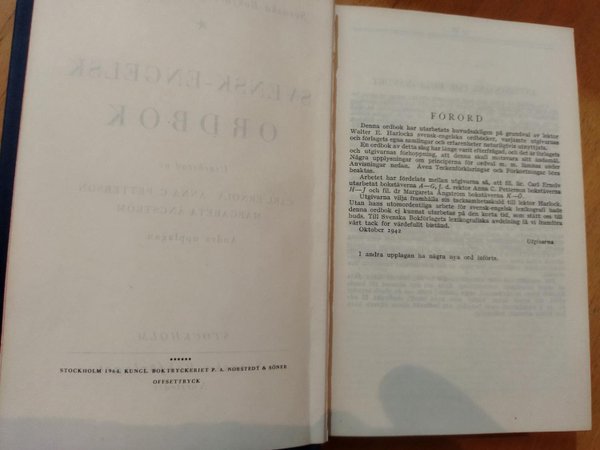 SVENSK-ENGELSK
ORDBOK
MARGARETA ÅNGSTRÖM
Andra upplagan
STOCKHOLM
STOCKHOLM 1964. KUNGL. BOKTRYCKERIET P. A. NORSTEDT & SÖNER
OFFSETTRYCK
FÖRORD
Denna ordbok har utarbetats huvudsakligen på grundval av lektor
Walter E. Harlocks svensk-engelska ordböcker, varjämte utgivarnas
och förlagets egna samlingar och erfarenheter naturligtvis utnyttjats.
En ordbok av detta slag har länge varit efterfrågad, och det är förlagets
och utgivarnas förhoppning, att denna skall motsvara sitt ändamål.
Några upplysningar om principerna för ordval m. m. lämnas under
Anvisningar nedan. Även Teckenförklaringar och Förkortningar böra
beaktas.
Arbetet har fördelats mellan utgivarna så, att fil. lic. Carl Ernolv
utarbetat bokstäverna A—G, f. d. rektor Anna C. Petterson bokstäverna
H—J och fil. dr Margareta Ångström bokstäverna K—Ö.
Utgivarna vilja framhålla sin tacksamhetsskuld till lektor Harlock.
Utan hans utomordentliga arbete för svensk-engelsk lexikografi hade
denna ordbok ej kunnat utarbetas på den korta tid, som stått oss till
buds. Till Svenska Bokförlagets lexikografiska avdelning få vi framföra
vårt tack för värdefullt bistånd.
Oktober 1942
Utgivarna
I andra upplagan ha några nya ord införts.